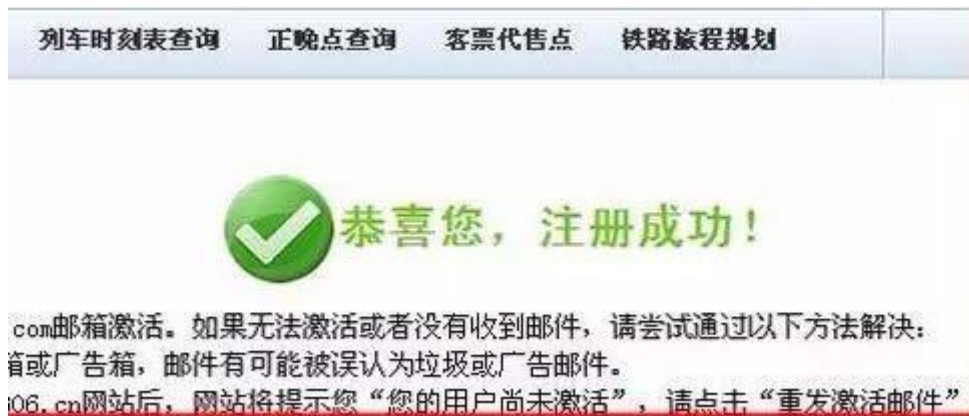 列车时刻表查询 正晚点查询 客票代售点 铁路旅程规划
恭喜您，注册成功！
com邮箱激活。如果无法激活或者没有收到邮件，请尝试通过以下方法解决：
箱或广告箱，邮件有可能被误认为垃圾或广告邮件。
306.cn网站后，网站将提示您“您的用户尚未激活”，请点击“重发激活邮件”